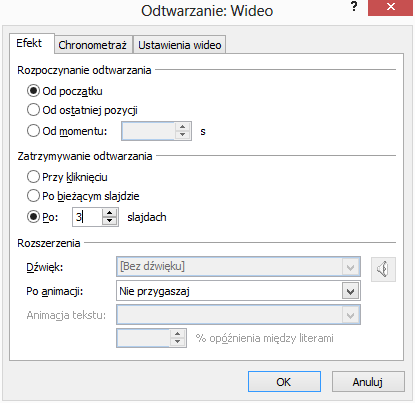 Odtwarzanie: Wideo
Efekt Chronometraż Ustawienia wideo
Rozpoczynanie odtwarzania
Od początku
Od ostatniej pozycji
Od momentu: s
Zatrzymywanie odtwarzania
Przy kliknięciu
Po bieżącym slajdzie
Po: 3 slajdach
Rozszerzenia
Dźwięk: [Bez dźwięku]
Po animacji: Nie przygaszaj
Animacja tekstu:
% opóźnienia między literami
OK Anuluj